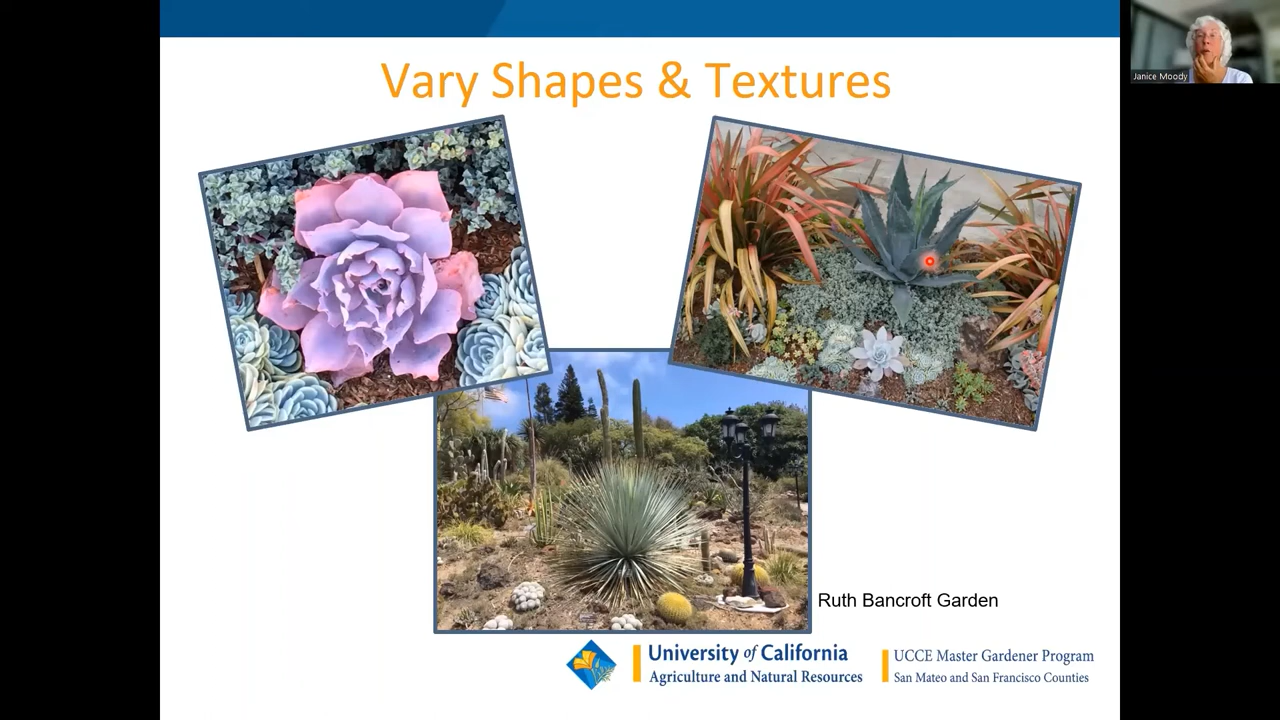 Vary Shapes & Textures
Janice Moody
Ruth Bancroft Garden
University of California
Agriculture and Natural Resources
UCCE Master Gardener Program
San Mateo and San Francisco Counties